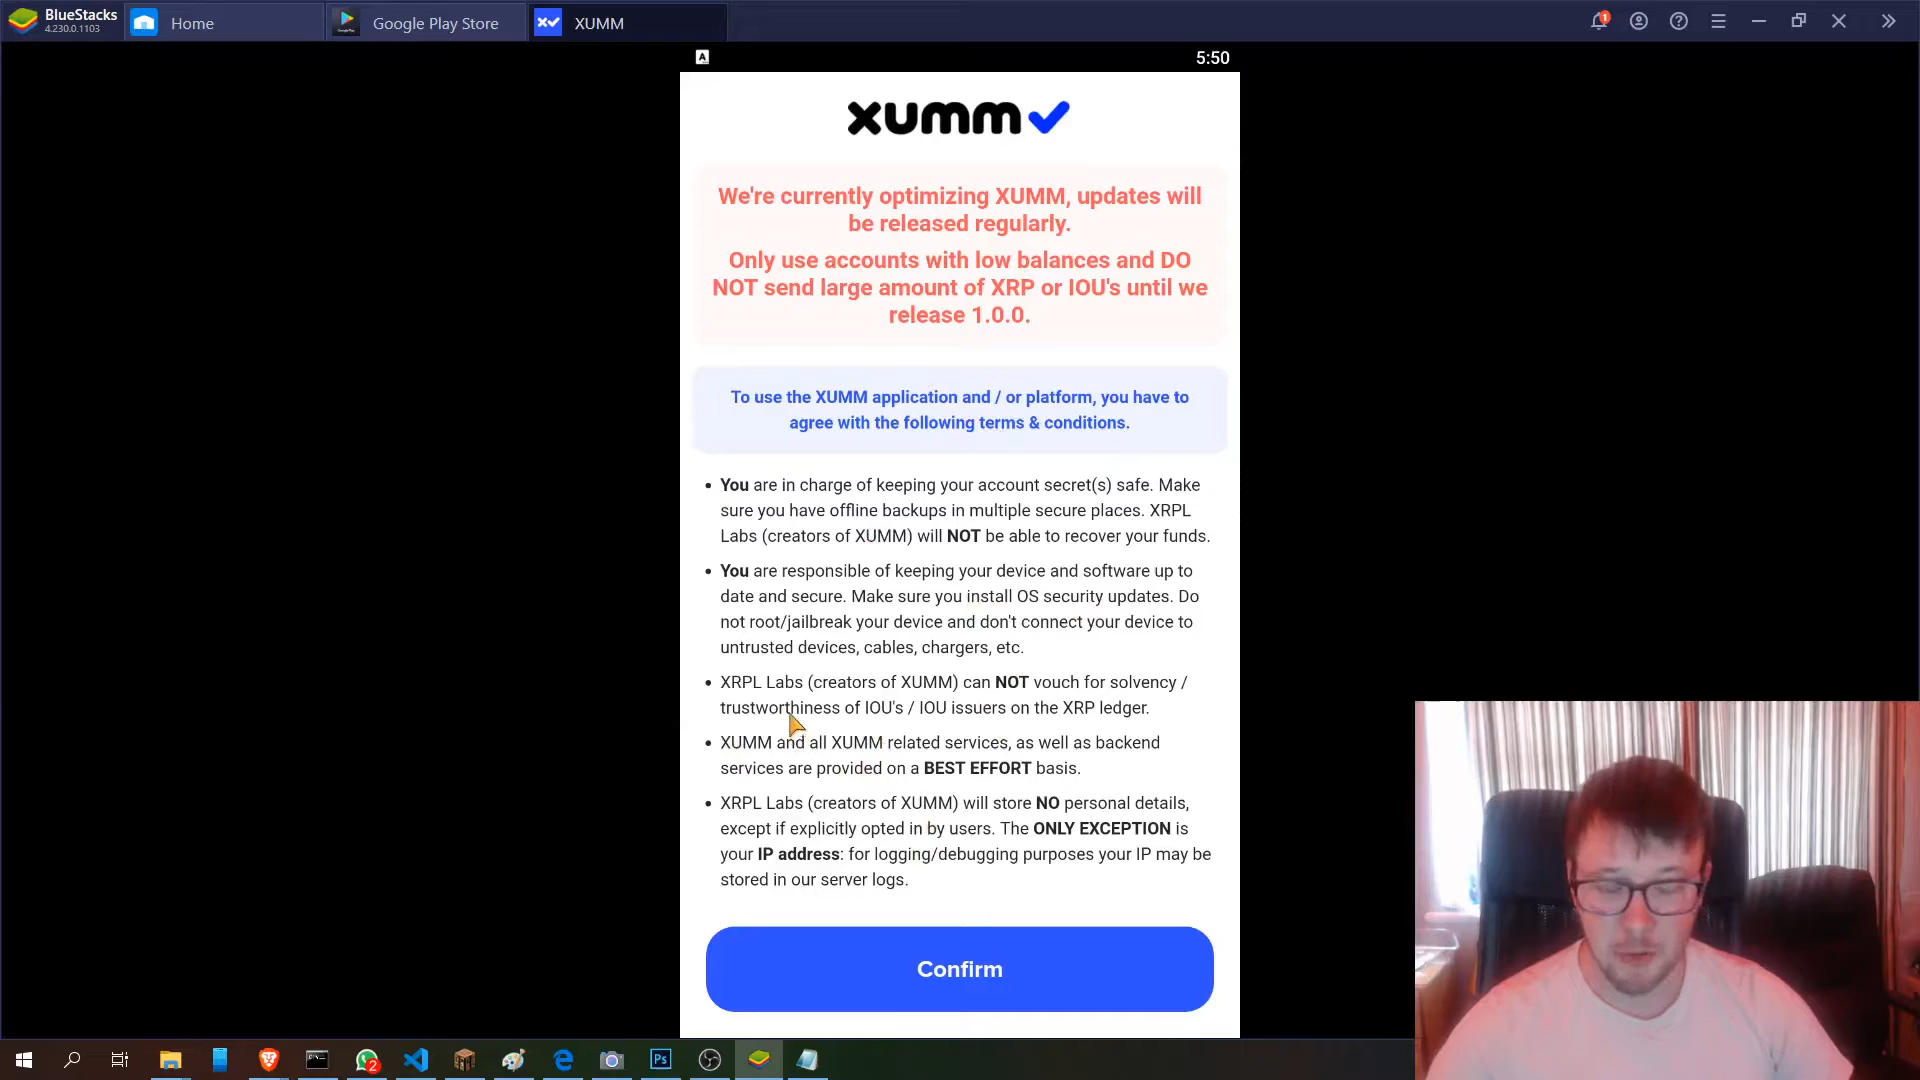 BlueStacks
4.230.0.1103
Home
Google Play Store
XUMM
1
5:50
xumm
We're currently optimizing XUMM, updates will
be released regularly.
Only use accounts with low balances and DO
NOT send large amount of XRP or IOU's until we
release 1.0.0.
To use the XUMM application and / or platform, you have to
agree with the following terms & conditions.
• You are in charge of keeping your account secret(s) safe. Make
sure you have offline backups in multiple secure places. XRPL
Labs (creators of XUMM) will NOT be able to recover your funds.
• You are responsible of keeping your device and software up to
date and secure. Make sure you install OS security updates. Do
not root/jailbreak your device and don't connect your device to
untrusted devices, cables, chargers, etc.
• XRPL Labs (creators of XUMM) can NOT vouch for solvency /
trustworthiness of IOU's / IOU issuers on the XRP ledger.
• XUMM and all XUMM related services, as well as backend
services are provided on a BEST EFFORT basis.
• XRPL Labs (creators of XUMM) will store NO personal details,
except if explicitly opted in by users. The ONLY EXCEPTION is
your IP address: for logging/debugging purposes your IP may be
stored in our server logs.
Confirm
2
Ps